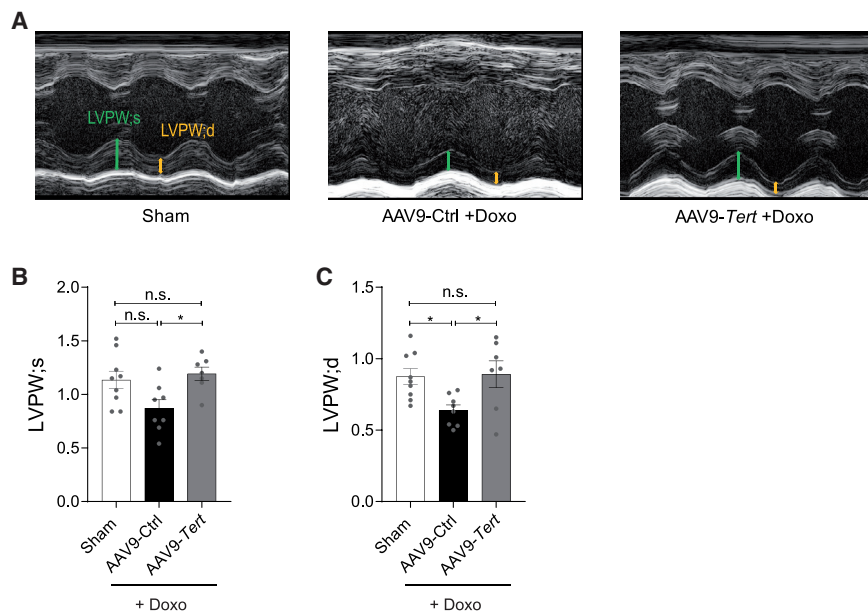 A
LVPW;s
LVPW;d
Sham
AAV9-Ctrl +Doxo
AAV9-Tert +Doxo
B
C
n.s.
n.s.
*
n.s.
*
*
2.0
1.5
1.0
0.5
0.0
LVPW;s
1.5
1.0
0.5
0.0
LVPW;d
Sham
AAV9-Ctrl
AAV9-Tert
+ Doxo
Sham
AAV9-Ctrl
AAV9-Tert
+ Doxo